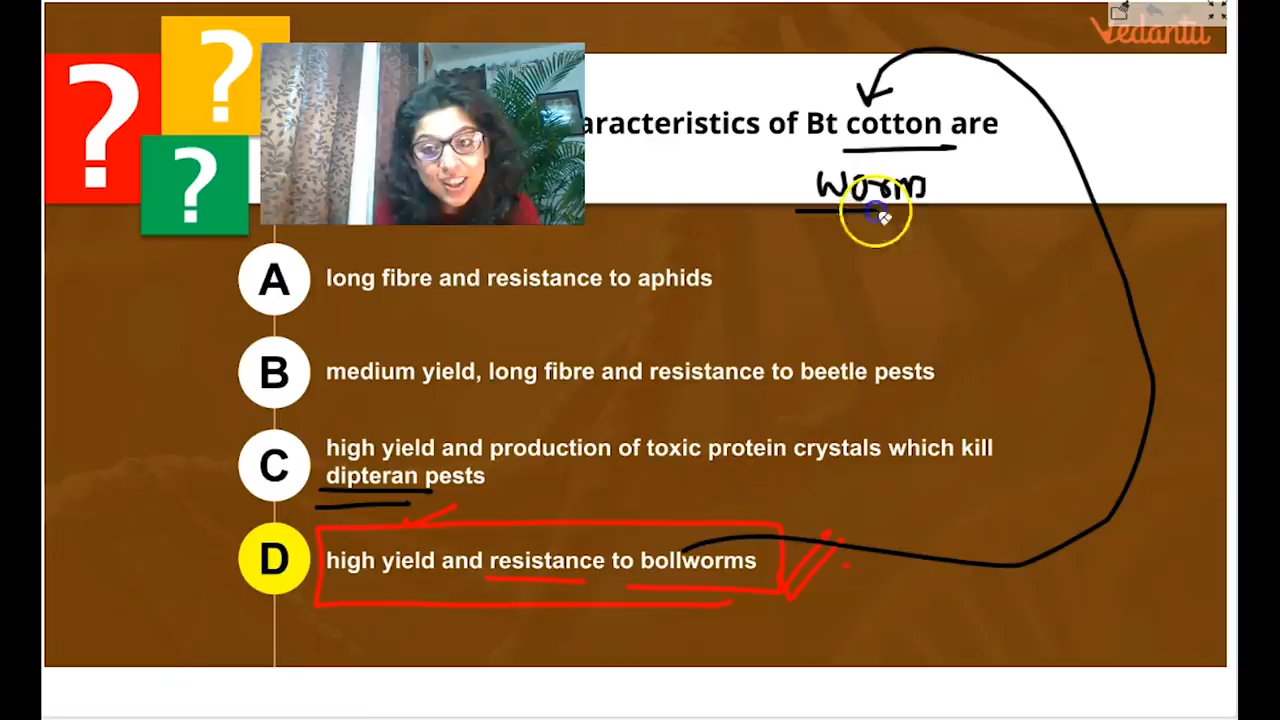 Vedantu
? ? ?
aracteristics of Bt cotton are
worms
A long fibre and resistance to aphids
B medium yield, long fibre and resistance to beetle pests
C high yield and production of toxic protein crystals which kill
dipteran pests
D high yield and resistance to bollworms